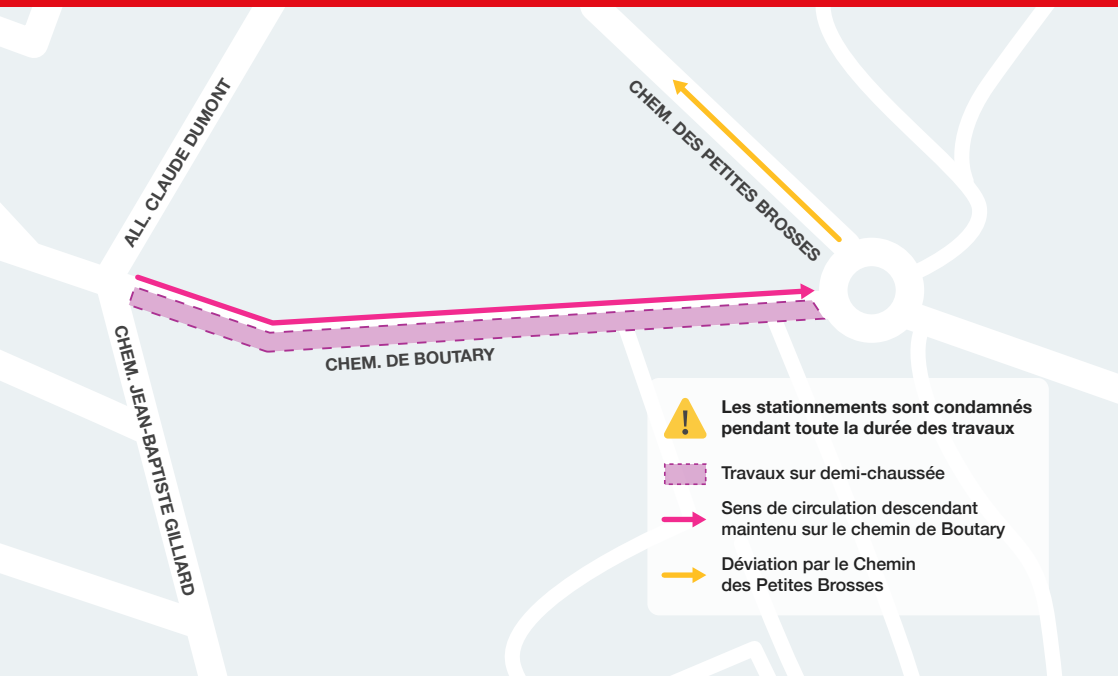 ALL. CLAUDE DUMONT
CHEM. DES PETITES BROSSES
CHEM. DE BOUTARY
CHEM. JEAN-BAPTISTE GILLIARD
Les stationnements sont condamnés
pendant toute la durée des travaux
Travaux sur demi-chaussée
Sens de circulation descendant
maintenu sur le chemin de Boutary
Déviation par le Chemin
des Petites Brosses